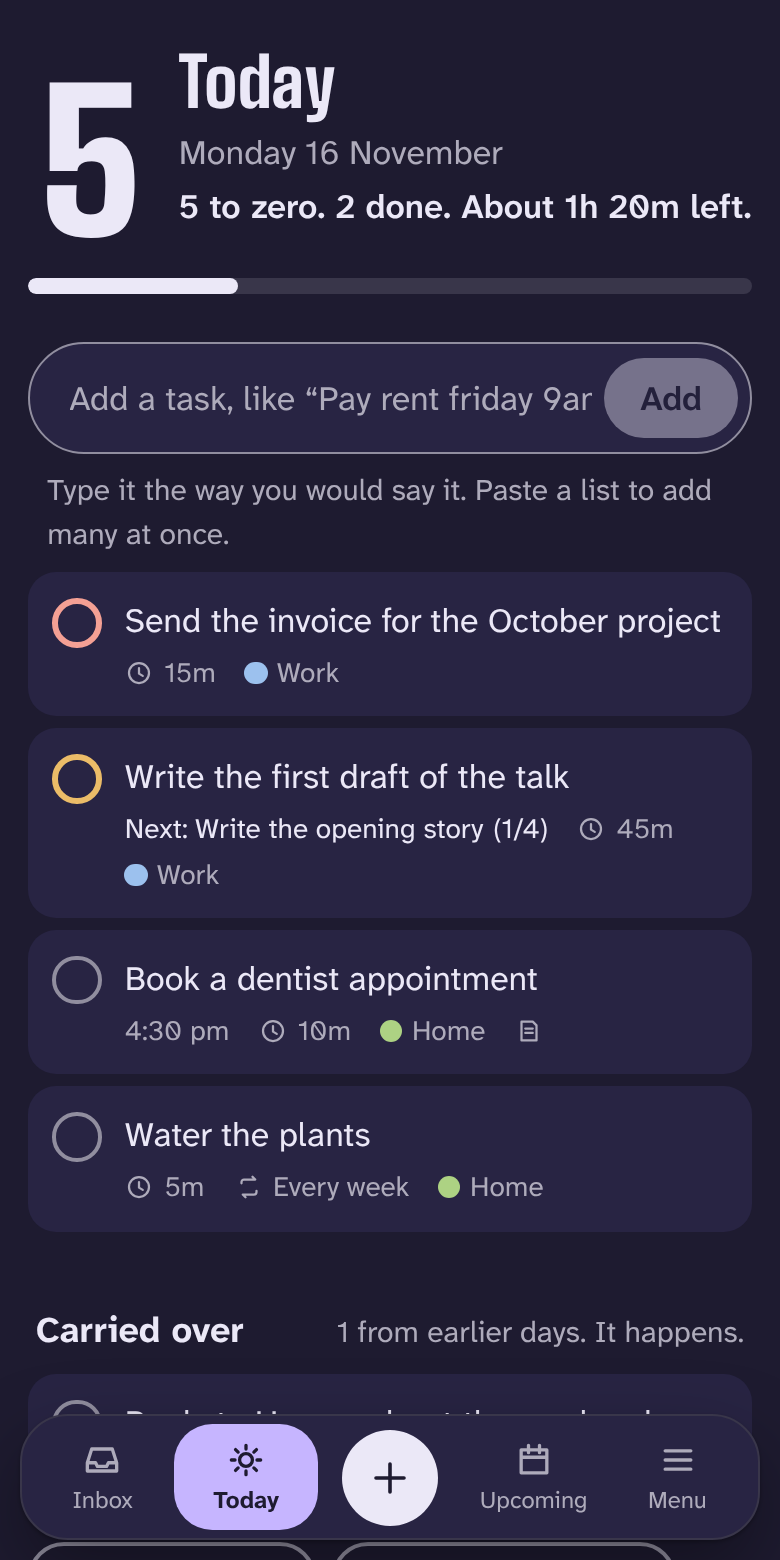 5
Today
Monday 16 November
5 to zero. 2 done. About 1h 20m left.
Add a task, like “Pay rent friday 9ar
Add
Type it the way you would say it. Paste a list to add
many at once.
Send the invoice for the October project
15m Work
Write the first draft of the talk
Next: Write the opening story (1/4) 45m
Work
Book a dentist appointment
4:30 pm 10m Home
Water the plants
5m Every week Home
Carried over
1 from earlier days. It happens.
Inbox
Today
Upcoming
Menu